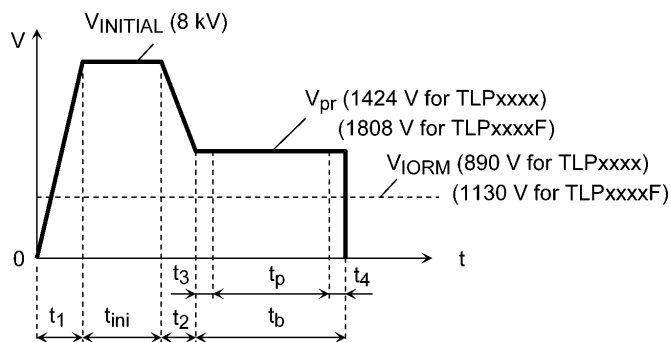 VINITIAL (8 kV)
V
Vpr (1424 V for TLPxxxx)
(1808 V for TLPxxxxF)
VIORM (890 V for TLPxxxx)
(1130 V for TLPxxxxF)
0
t
t3 tp t4
t1 tini t2 tb